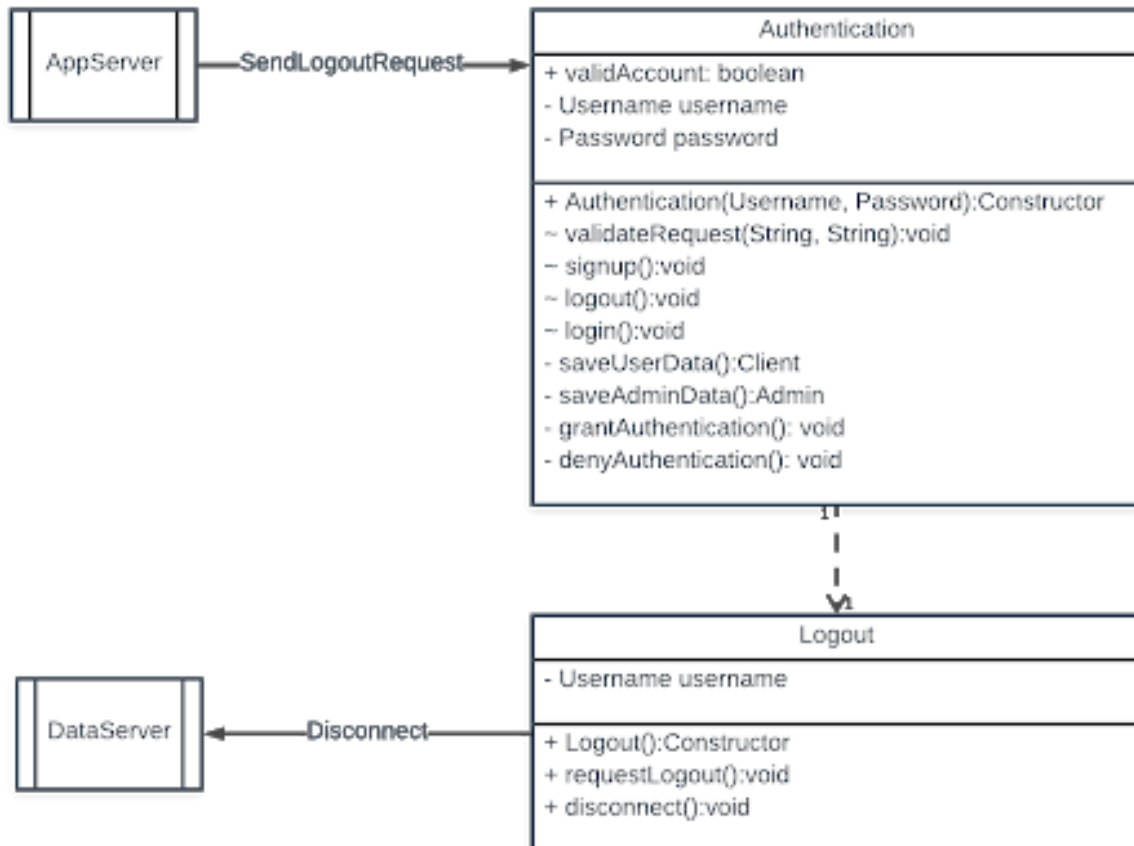 AppServer
SendLogoutRequest
Authentication
+ validAccount: boolean
- Username username
- Password password
+ Authentication(Username, Password):Constructor
~ validateRequest(String, String):void
~ signup():void
~ logout():void
~ login():void
- saveUserData():Client
- saveAdminData():Admin
- grantAuthentication(): void
- denyAuthentication(): void
1
1
Logout
- Username username
DataServer
Disconnect
+ Logout():Constructor
+ requestLogout():void
+ disconnect():void